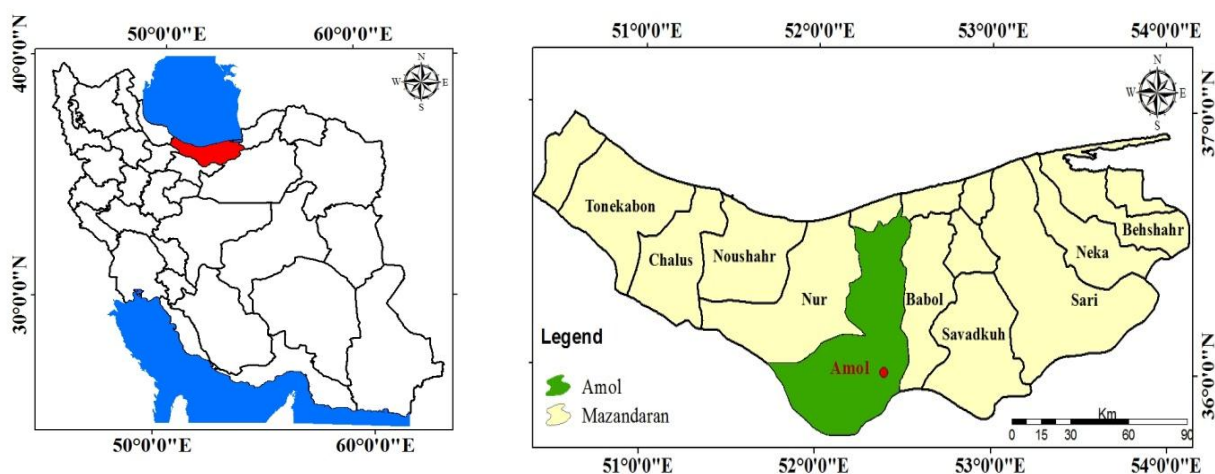 50°0'0"E 60°0'0"E
40°0'0"N
30°0'0"N
N
W E
S
50°0'0"E 60°0'0"E
51°0'0"E 52°0'0"E 53°0'0"E 54°0'0"E
N
W E
S
37°0'0"N
36°0'0"N
Tonekabon
Chalus
Noushahr
Nur
Babol
Savadkuh
Sari
Neka
Behshahr
Amol
Legend
Amol
Mazandaran
Km
0 15 30 60 90
51°0'0"E 52°0'0"E 53°0'0"E 54°0'0"E